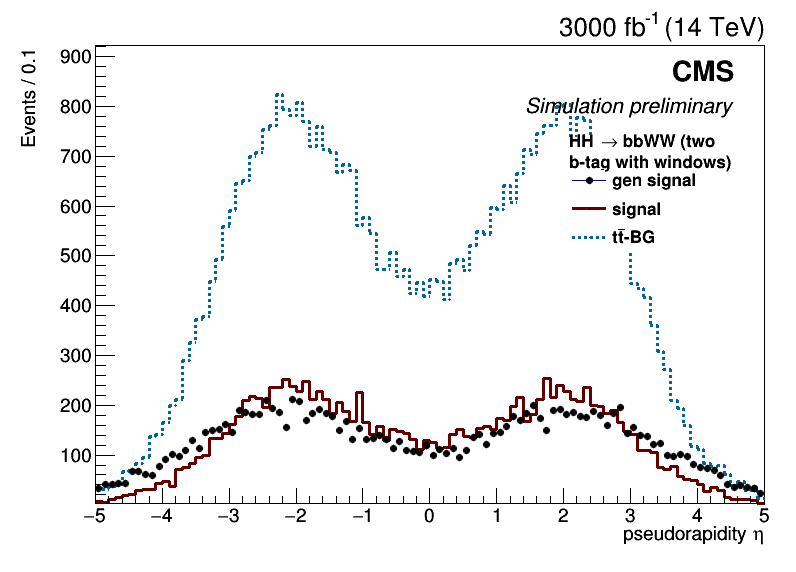 3000 fb⁻¹ (14 TeV)
CMS
Simulation preliminary
HH → bbWW (two
b-tag with windows)
gen signal
signal
tt̄-BG
Events / 0.1
900
800
700
600
500
400
300
200
100
−5 −4 −3 −2 −1 0 1 2 3 4 5
pseudorapidity η